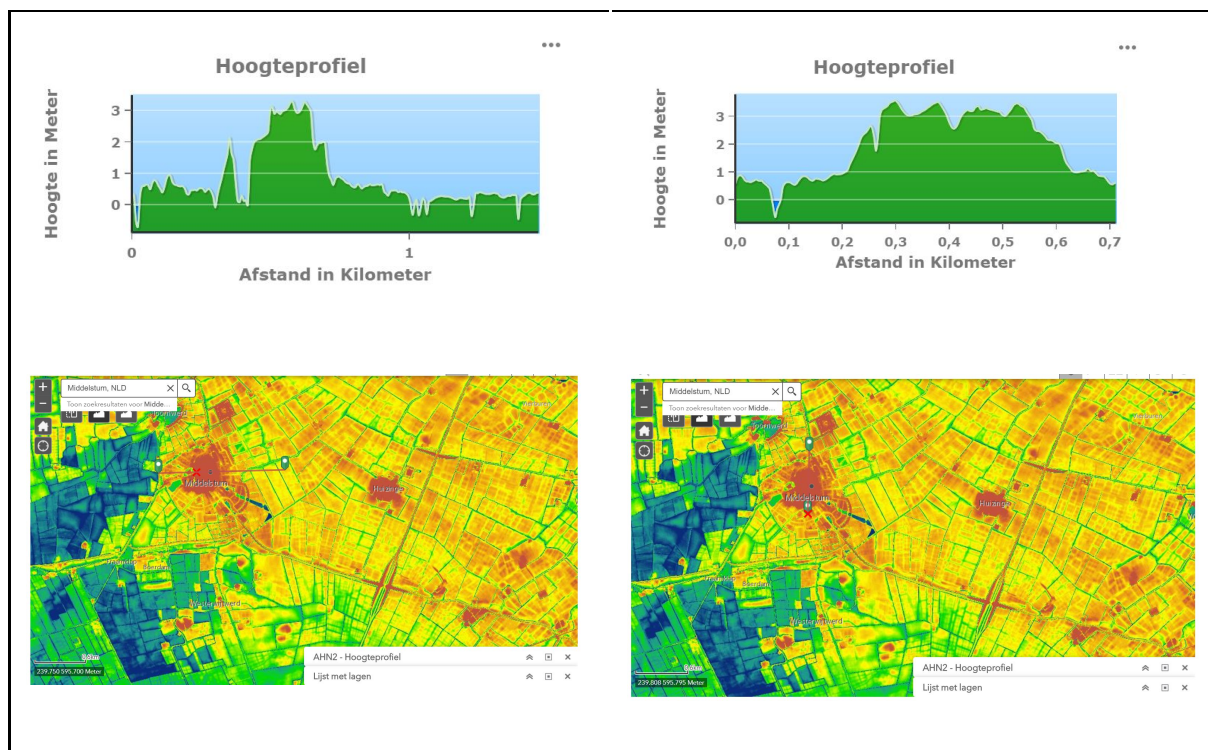 Hoogteprofiel
Hoogte in Meter
3
2
1
0
0
1
Afstand in Kilometer
Hoogteprofiel
Hoogte in Meter
3
2
1
0
0,0 0,1 0,2 0,3 0,4 0,5 0,6 0,7
Afstand in Kilometer
Middelstum, NLD
Toon zoekresultaten voor Midde...
Middelstum
Huizinge
Westerwijtwerd
239.750 595.700 Meter
AHN2 - Hoogteprofiel
Lijst met lagen
Middelstum, NLD
Toon zoekresultaten voor Midde...
Middelstum
Huizinge
Westerwijtwerd
239.808 595.795 Meter
AHN2 - Hoogteprofiel
Lijst met lagen